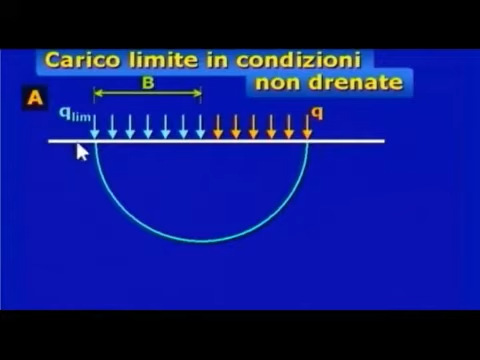 Carico limite in condizioni
non drenate
A
B
qlim
q